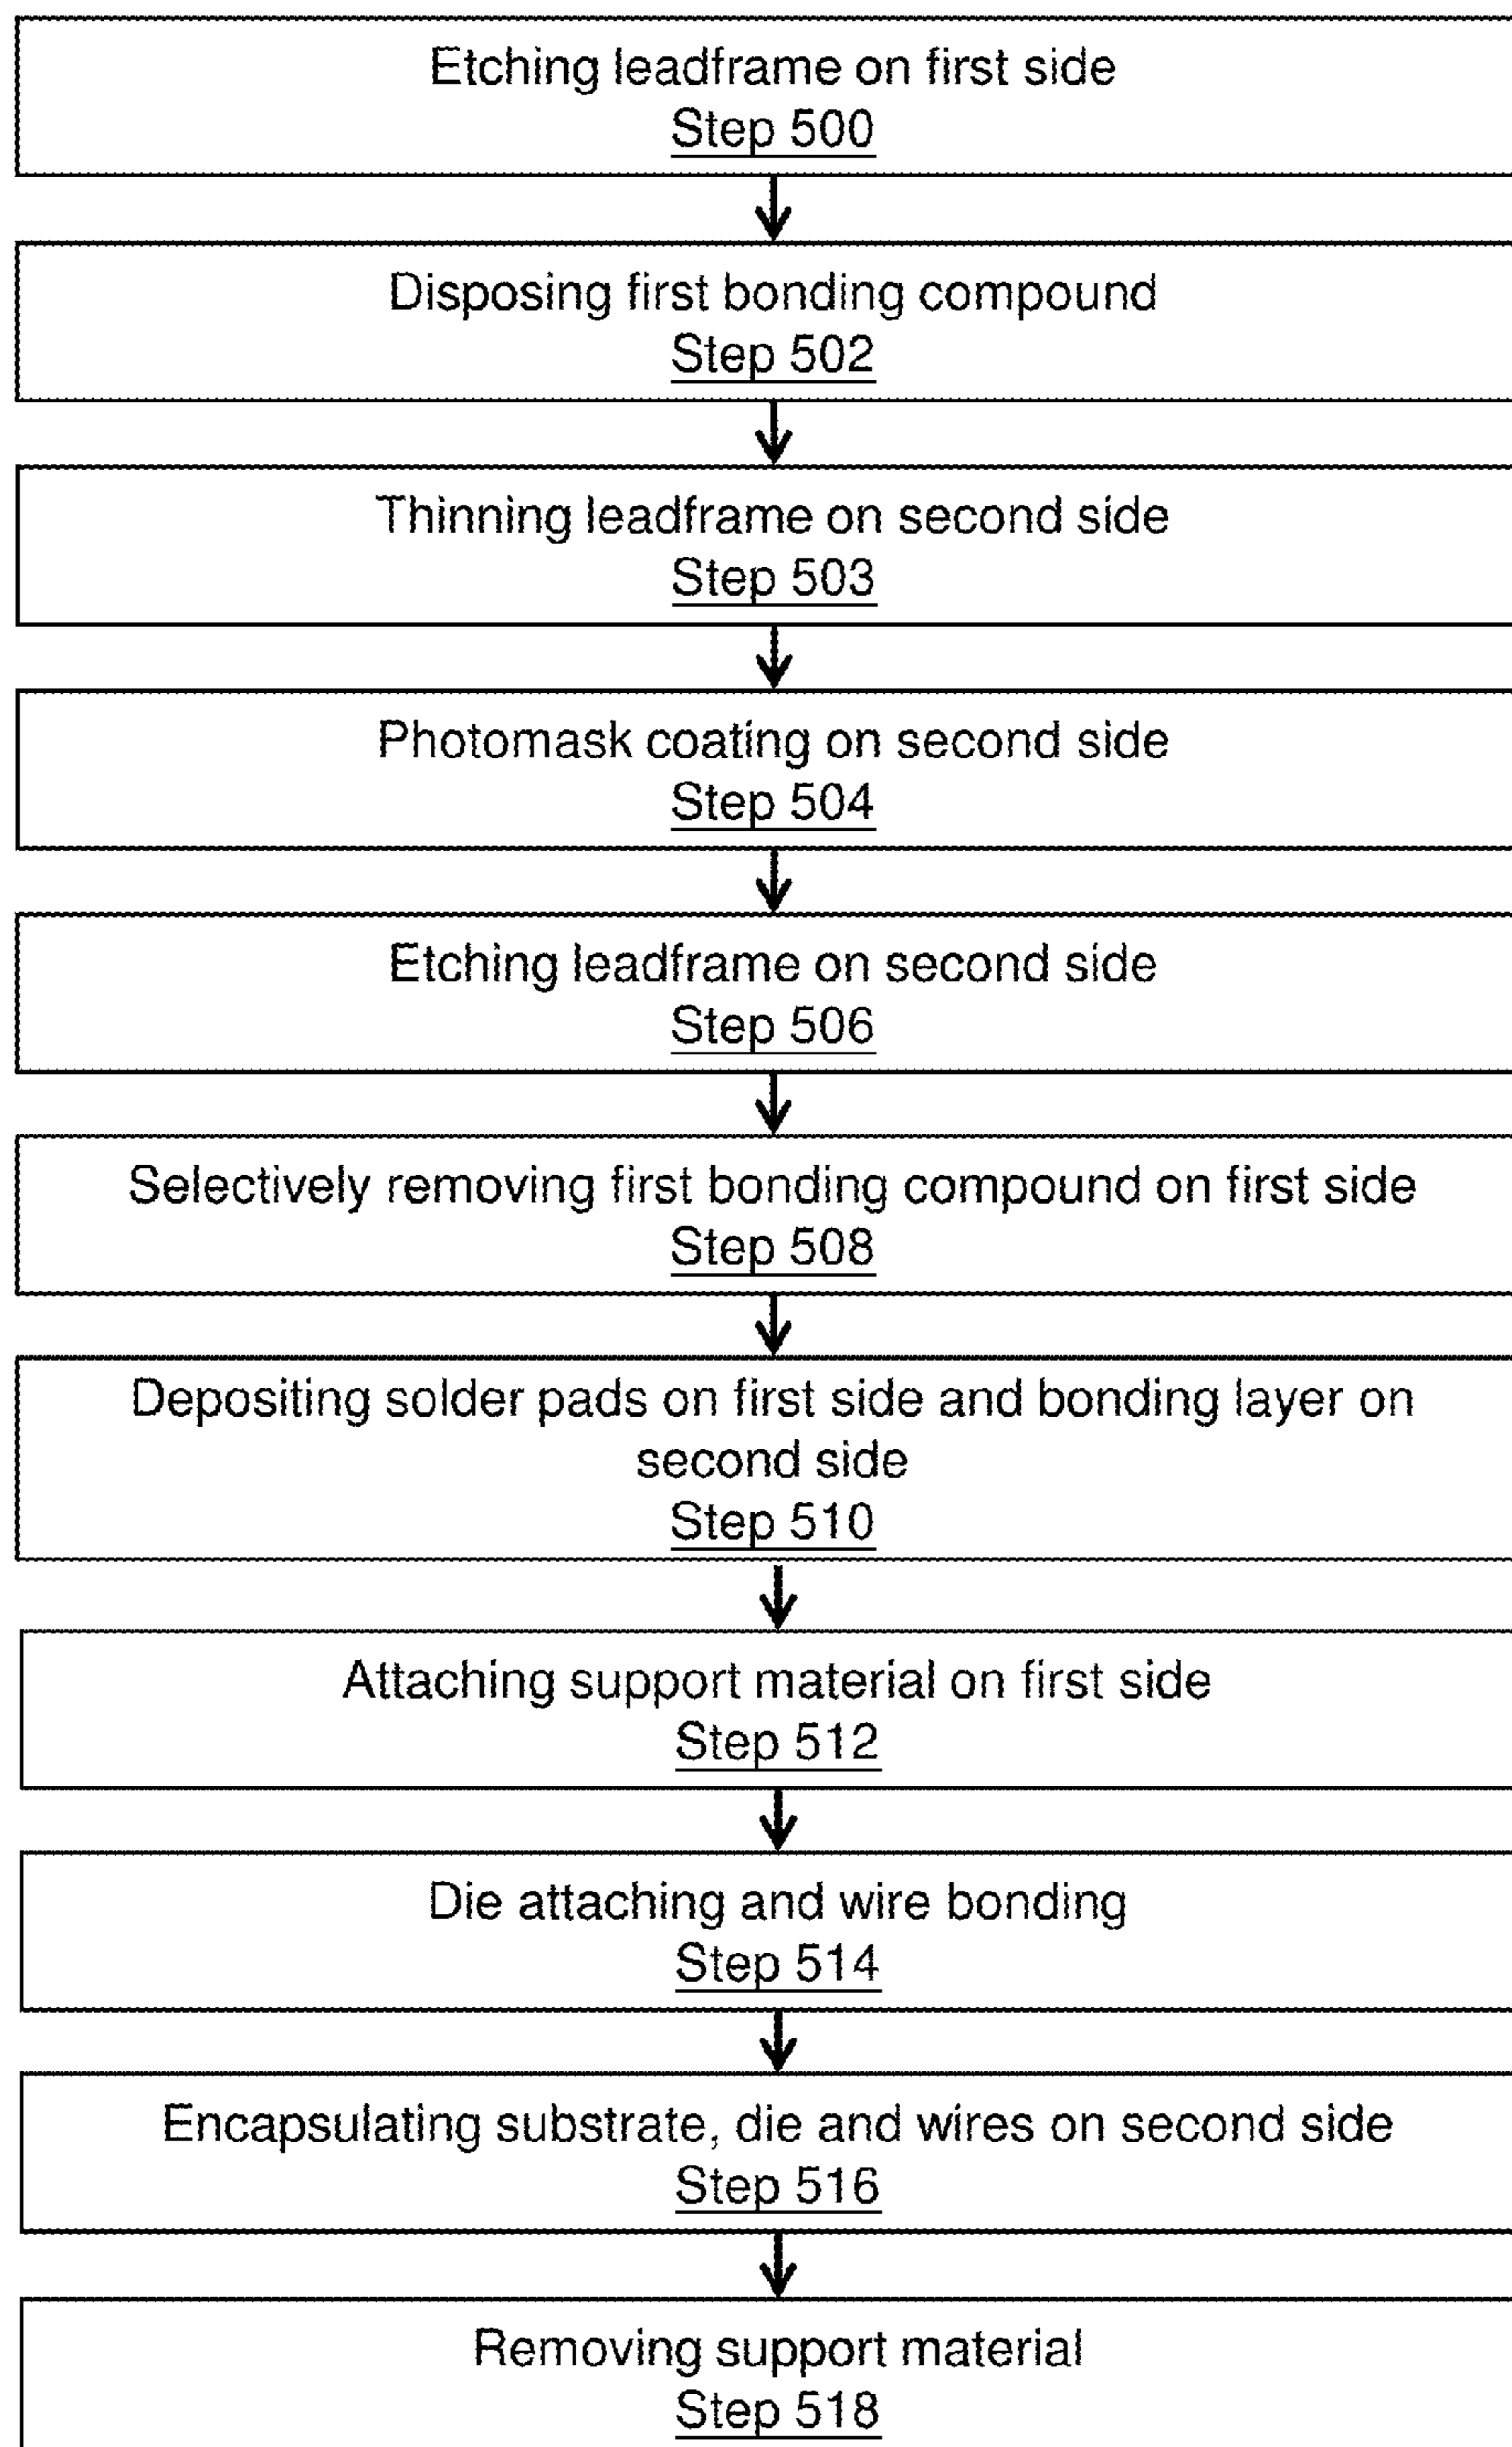 Etching leadframe on first side
Step 500
Disposing first bonding compound
Step 502
Thinning leadframe on second side
Step 503
Photomask coating on second side
Step 504
Etching leadframe on second side
Step 506
Selectively removing first bonding compound on first side
Step 508
Depositing solder pads on first side and bonding layer on
second side
Step 510
Attaching support material on first side
Step 512
Die attaching and wire bonding
Step 514
Encapsulating substrate, die and wires on second side
Step 516
Removing support material
Step 518